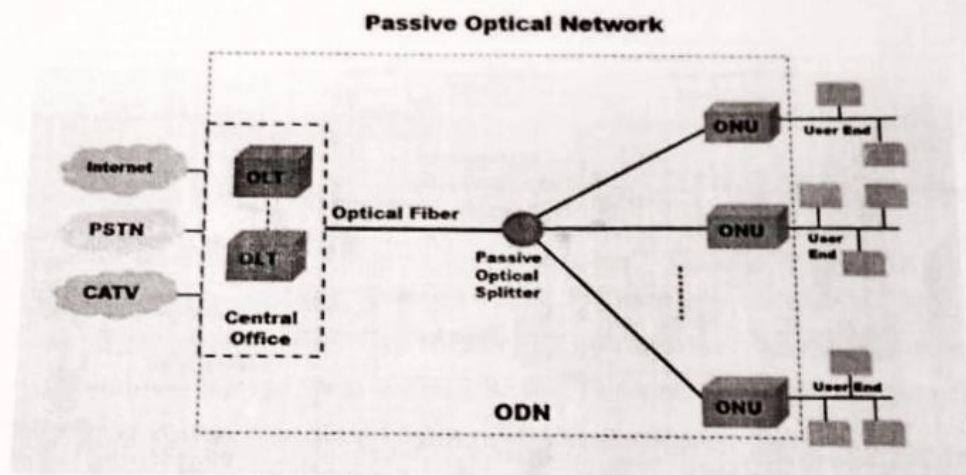 Passive Optical Network
Internet
PSTN
CATV
OLT
OLT
Central
Office
Optical Fiber
Passive
Optical
Splitter
ONU
User End
ONU
User
End
ONU
User End
ODN